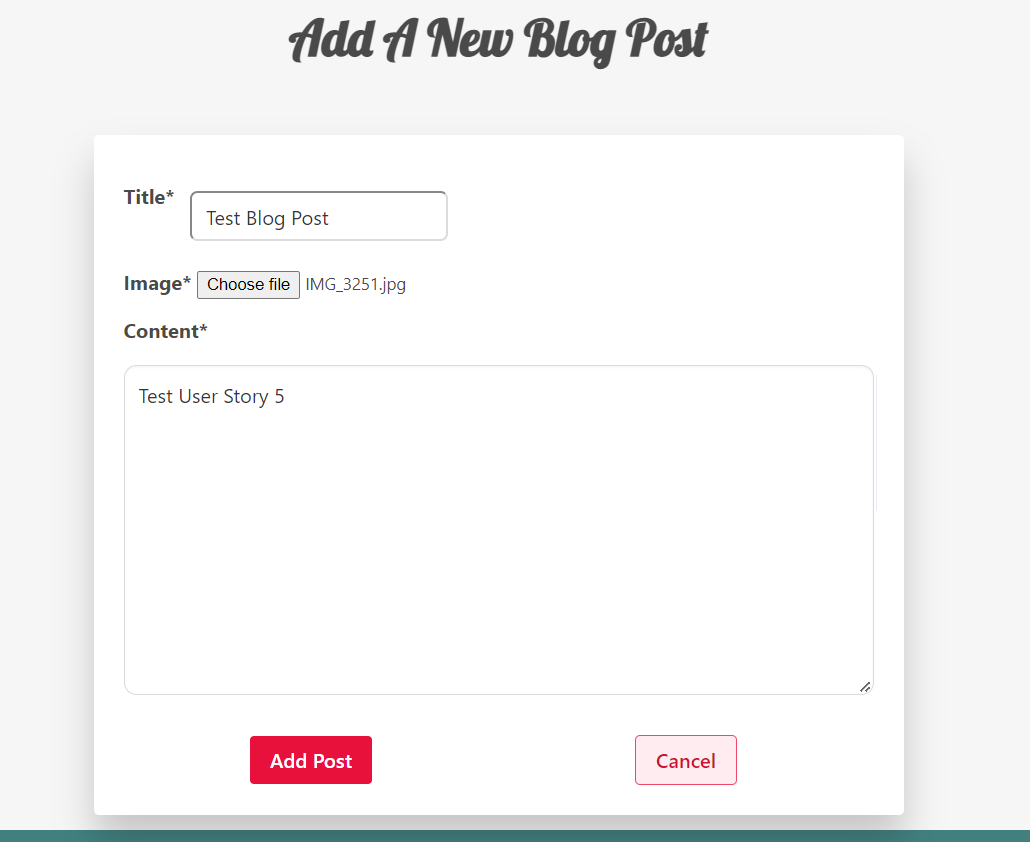 Add A New Blog Post
Title*
Test Blog Post
Image* Choose file IMG_3251.jpg
Content*
Test User Story 5
Add Post
Cancel